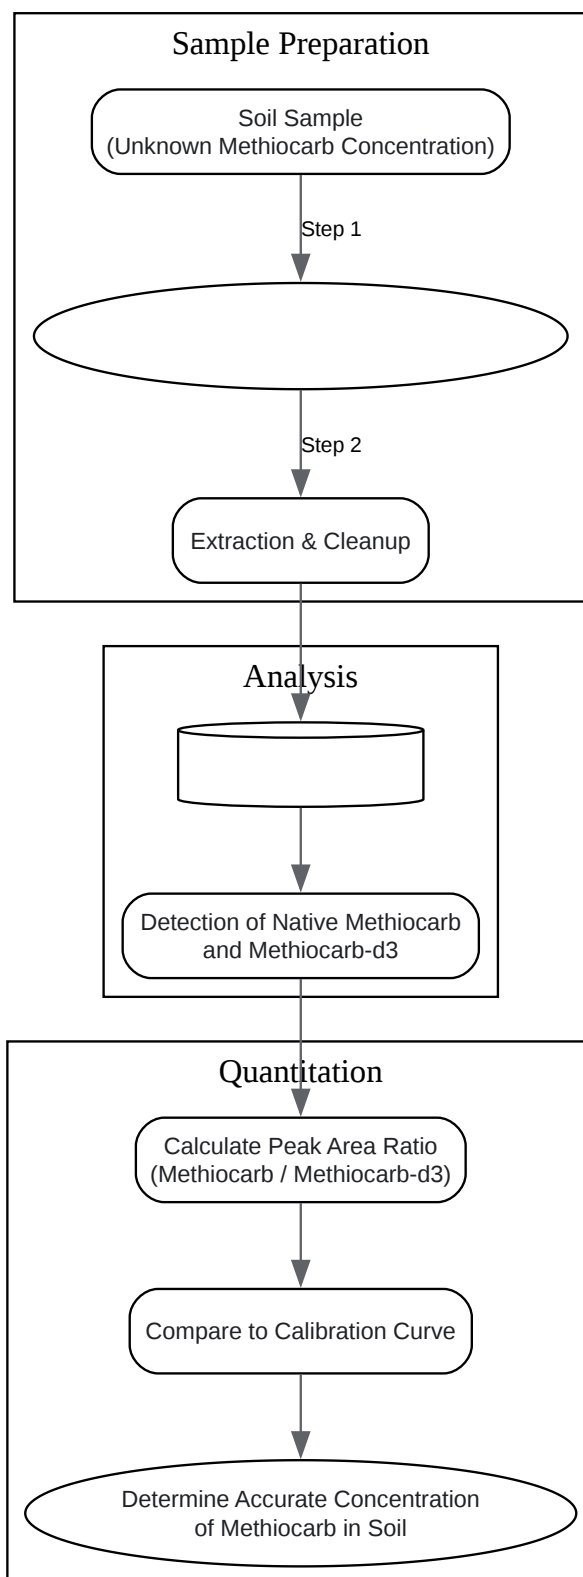 Sample Preparation
Soil Sample
(Unknown Methiocarb Concentration)
Step 1
Step 2
Extraction & Cleanup
Analysis
Detection of Native Methiocarb
and Methiocarb-d3
Quantitation
Calculate Peak Area Ratio
(Methiocarb / Methiocarb-d3)
Compare to Calibration Curve
Determine Accurate Concentration
of Methiocarb in Soil